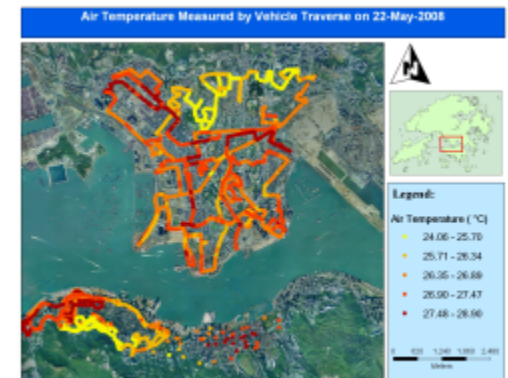 Air Temperature Measured by Vehicle Traverse on 22-May-2008
N
Legend:
Air Temperature (°C)
24.06 - 25.70
25.71 - 26.34
26.35 - 26.89
26.90 - 27.47
27.48 - 28.90
Meters